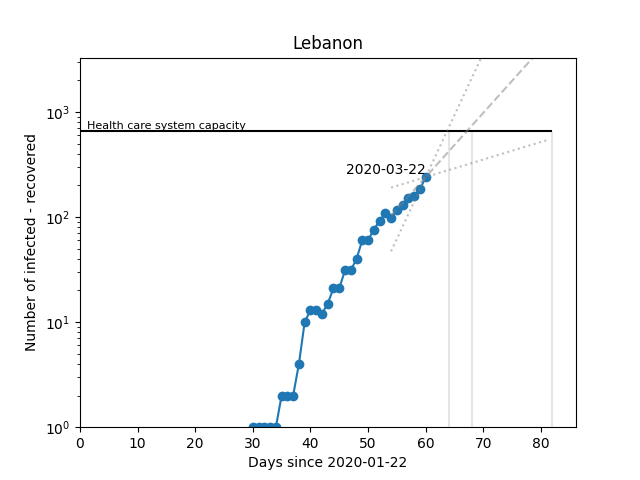 Lebanon
Number of infected - recovered
10³
10²
10¹
10⁰
Health care system capacity
2020-03-22
0 10 20 30 40 50 60 70 80
Days since 2020-01-22